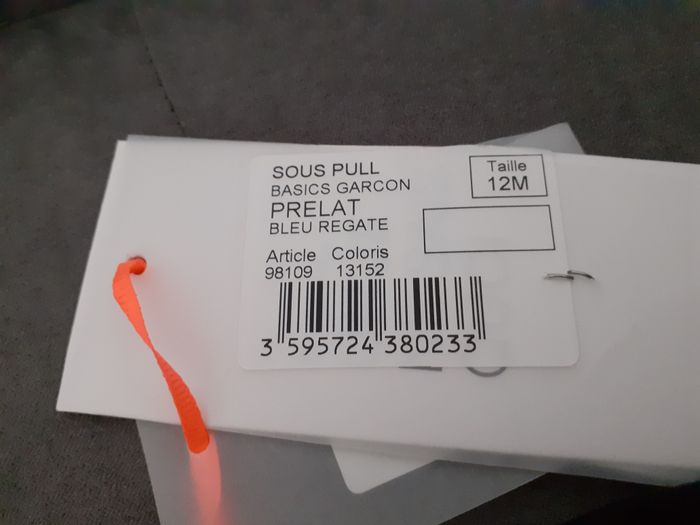 SOUS PULL
BASICS GARCON
PRELAT
BLEU REGATE
Taille
12M
Article Coloris
98109 13152
3 595724 380233